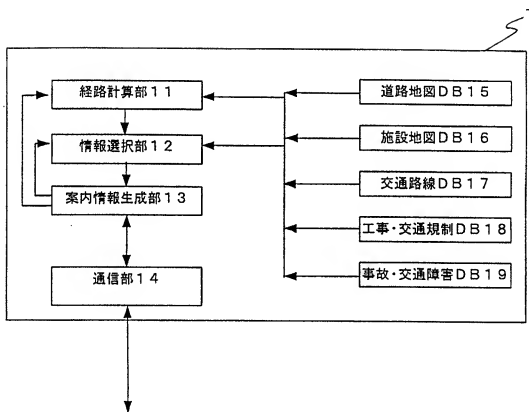 経路計算部11
情報選択部12
案内情報生成部13
通信部14
道路地図DB15
施設地図DB16
交通路線DB17
工事・交通規制DB18
事故・交通障害DB19